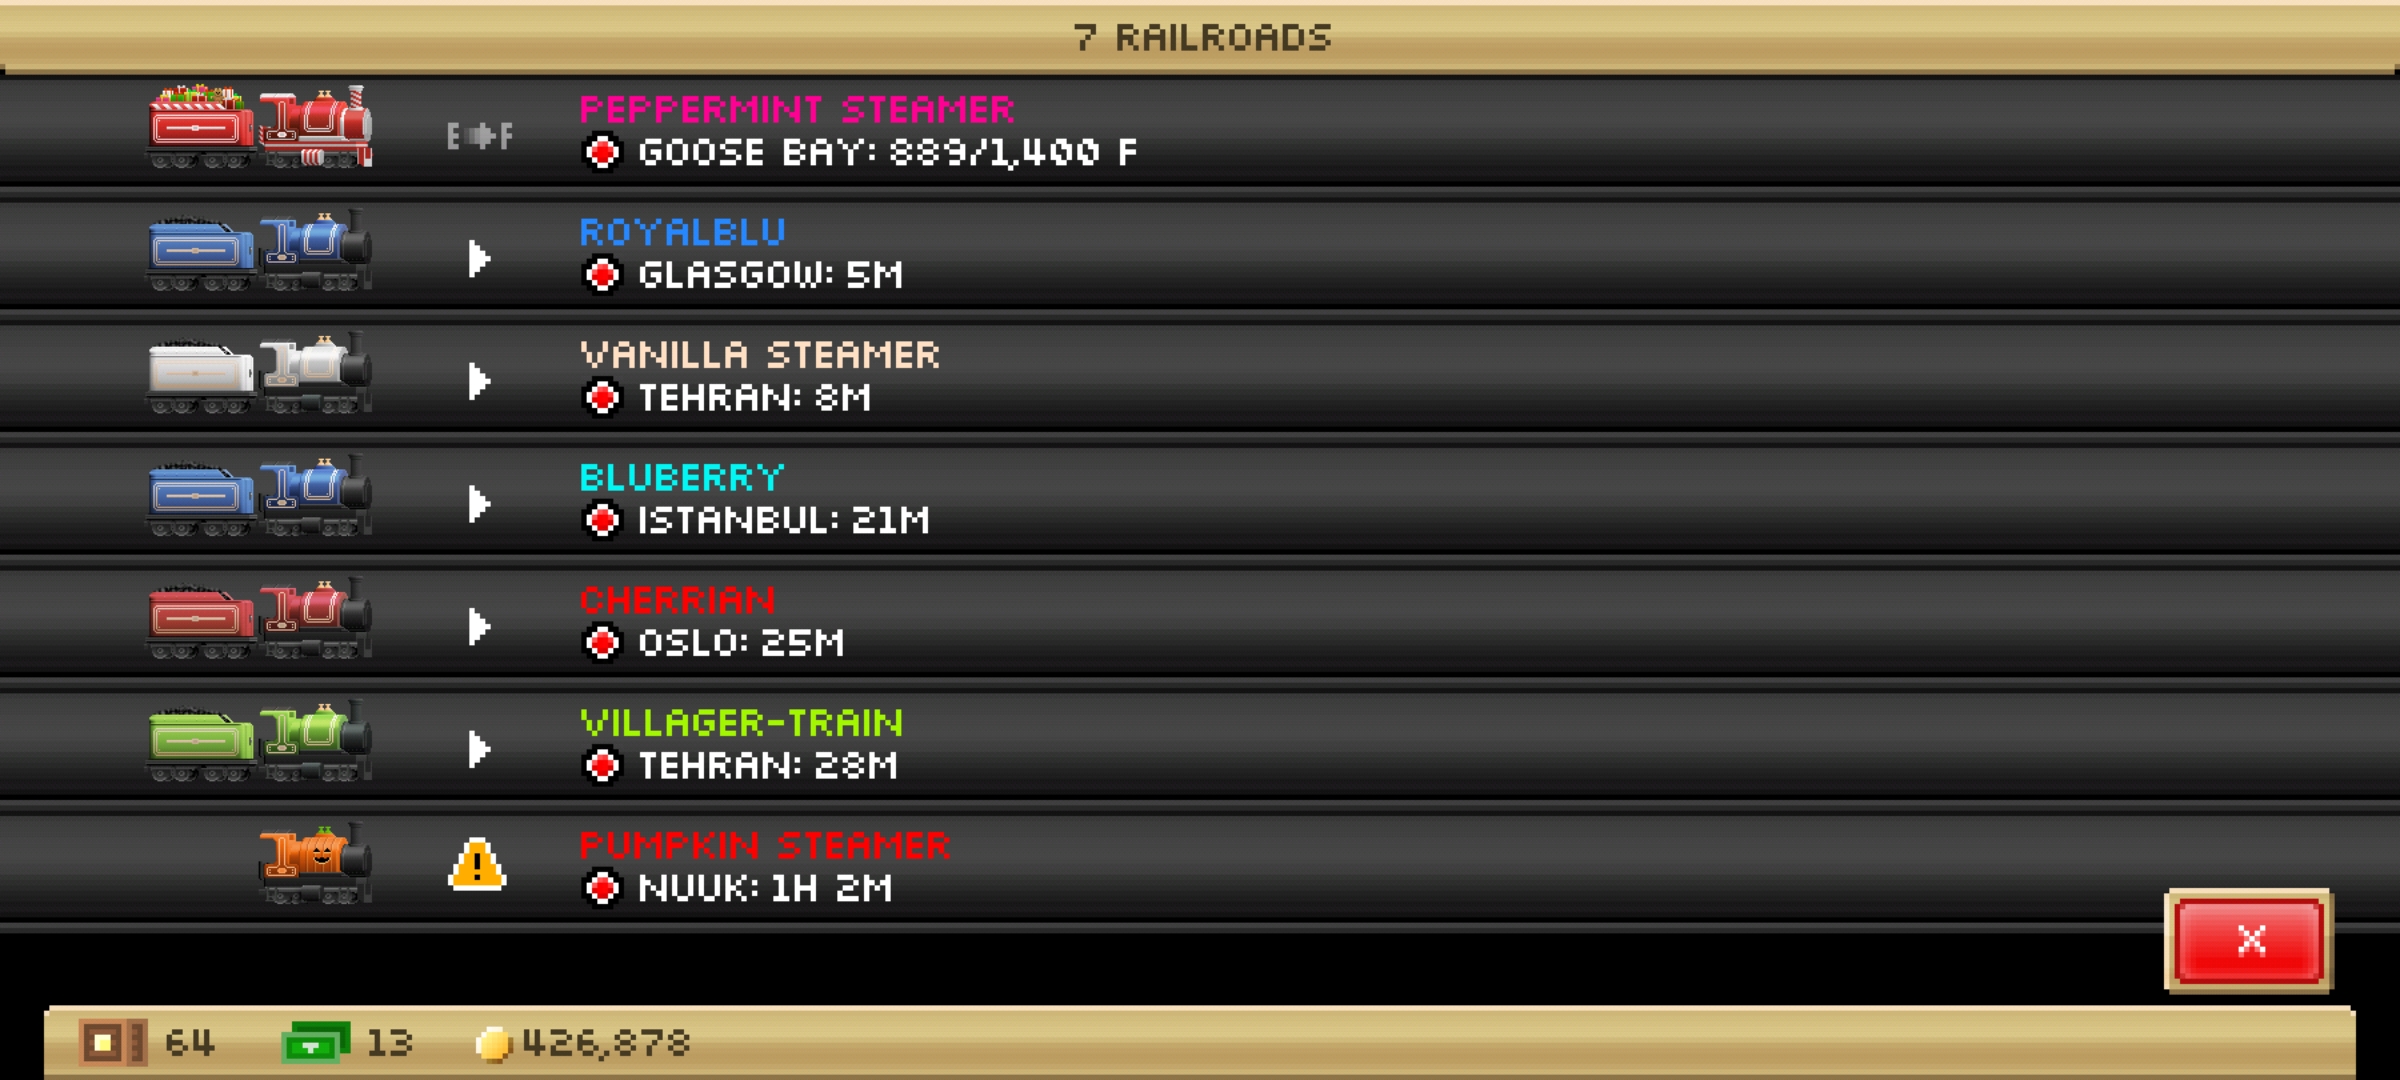 7 RAILROADS
E F
PEPPERMINT STEAMER
GOOSE BAY: 889/1,400 F
ROYALBLU
GLASGOW: 5M
VANILLA STEAMER
TEHRAN: 8M
BLUBERRY
ISTANBUL: 21M
CHERRIAN
OSLO: 25M
VILLAGER-TRAIN
TEHRAN: 28M
!
PUMPKIN STEAMER
NUUK: 1H 2M
X
64 13 426,878